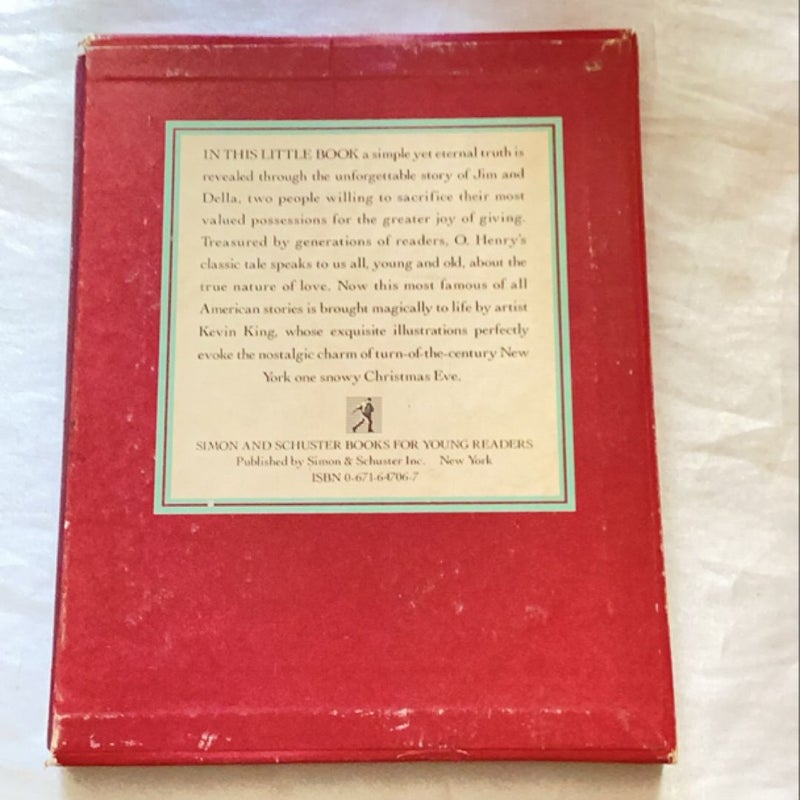 IN THIS LITTLE BOOK a simple yet eternal truth is
revealed through the unforgettable story of Jim and
Della, two people willing to sacrifice their most
valued possessions for the greater joy of giving.
Treasured by generations of readers, O. Henry's
classic tale speaks to us all, young and old, about the
true nature of love. Now this most famous of all
American stories is brought magically to life by artist
Kevin King, whose exquisite illustrations perfectly
evoke the nostalgic charm of turn-of-the-century New
York one snowy Christmas Eve.
SIMON AND SCHUSTER BOOKS FOR YOUNG READERS
Published by Simon & Schuster Inc. New York
ISBN 0-671-64706-7